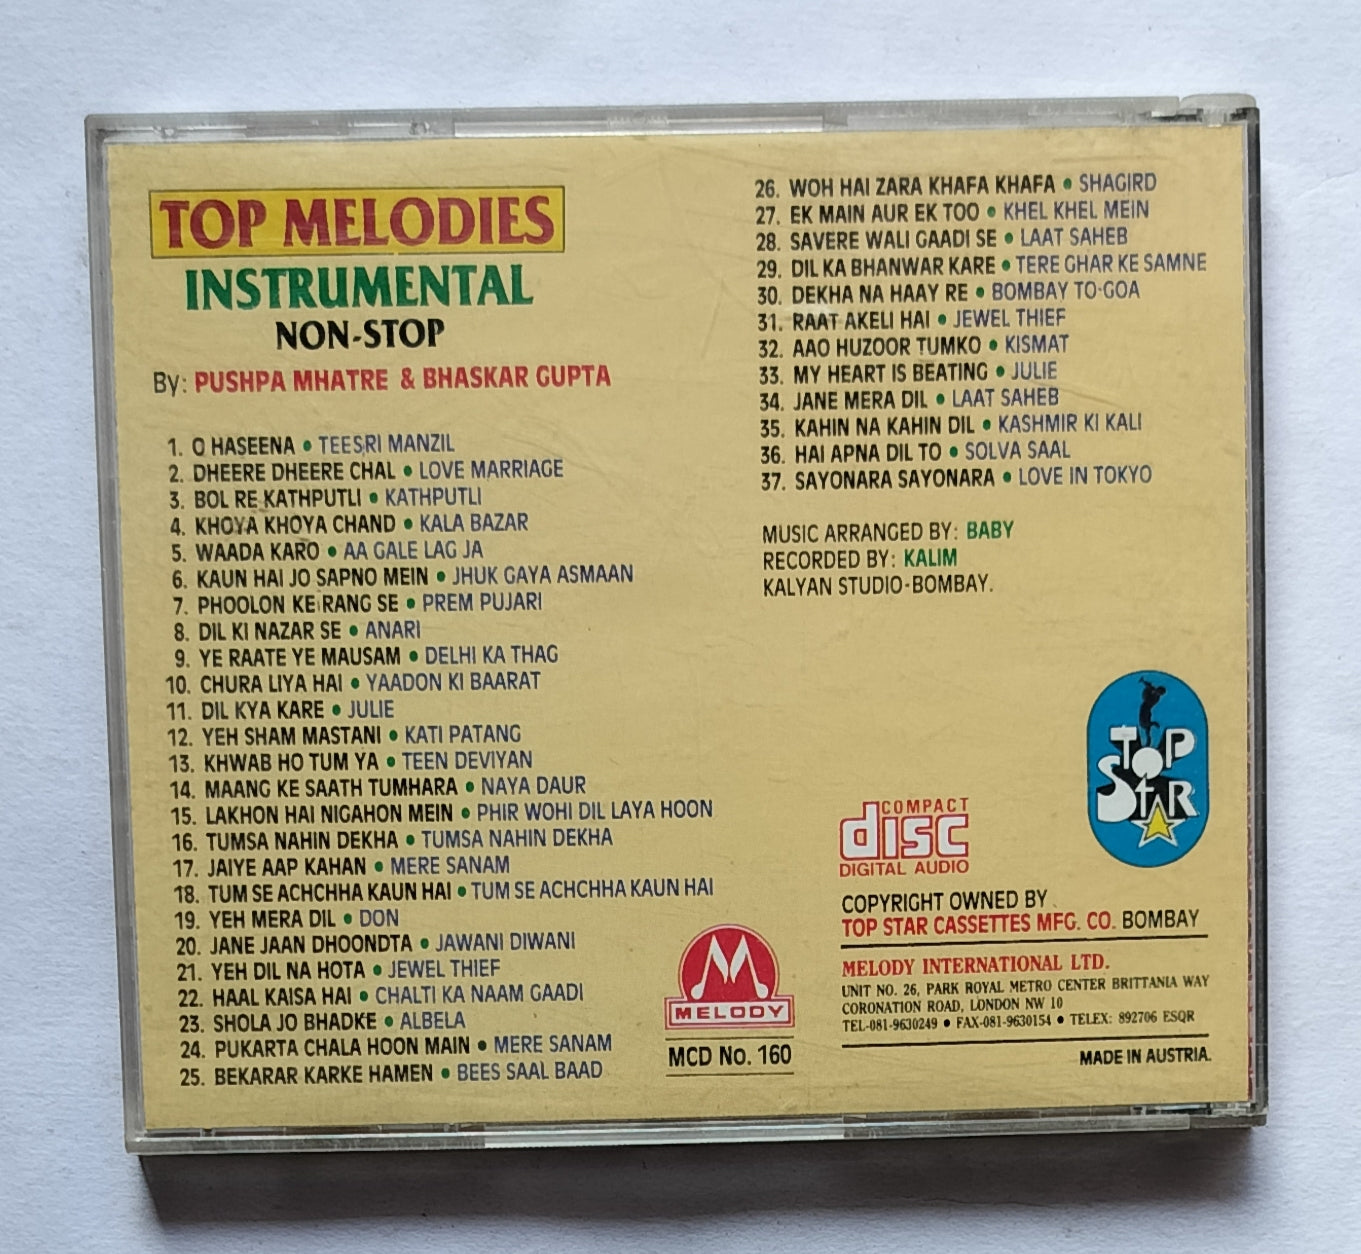 TOP MELODIES
INSTRUMENTAL
NON-STOP
By: PUSHPA MHATRE & BHASKAR GUPTA
1. O HASEENA • TEESRI MANZIL
2. DHEERE DHEERE CHAL • LOVE MARRIAGE
3. BOL RE KATHPUTLI • KATHPUTLI
4. KHOYA KHOYA CHAND • KALA BAZAR
5. WAADA KARO • AA GALE LAG JA
6. KAUN HAI JO SAPNO MEIN • JHUK GAYA ASMAAN
7. PHOOLON KE RANG SE • PREM PUJARI
8. DIL KI NAZAR SE • ANARI
9. YE RAATE YE MAUSAM • DELHI KA THAG
10. CHURA LIYA HAI • YAADON KI BAARAT
11. DIL KYA KARE • JULIE
12. YEH SHAM MASTANI • KATI PATANG
13. KHWAB HO TUM YA • TEEN DEVIYAN
14. MAANG KE SAATH TUMHARA • NAYA DAUR
15. LAKHON HAI NIGAHON MEIN • PHIR WOHI DIL LAYA HOON
16. TUMSA NAHIN DEKHA • TUMSA NAHIN DEKHA
17. JAIYE AAP KAHAN • MERE SANAM
18. TUM SE ACHCHHA KAUN HAI • TUM SE ACHCHHA KAUN HAI
19. YEH MERA DIL • DON
20. JANE JAAN DHOONDTA • JAWANI DIWANI
21. YEH DIL NA HOTA • JEWEL THIEF
22. HAAL KAISA HAI • CHALTI KA NAAM GAADI
23. SHOLA JO BHADKE • ALBELA
24. PUKARTA CHALA HOON MAIN • MERE SANAM
25. BEKARAR KARKE HAMEN • BEES SAAL BAAD
26. WOH HAI ZARA KHAFA KHAFA • SHAGIRD
27. EK MAIN AUR EK TOO • KHEL KHEL MEIN
28. SAVERE WALI GAADI SE • LAAT SAHEB
29. DIL KA BHANWAR KARE • TERE GHAR KE SAMNE
30. DEKHA NA HAAY RE • BOMBAY TO-GOA
31. RAAT AKELI HAI • JEWEL THIEF
32. AAO HUZOOR TUMKO • KISMAT
33. MY HEART IS BEATING • JULIE
34. JANE MERA DIL • LAAT SAHEB
35. KAHIN NA KAHIN DIL • KASHMIR KI KALI
36. HAI APNA DIL TO • SOLVA SAAL
37. SAYONARA SAYONARA • LOVE IN TOKYO
MUSIC ARRANGED BY: BABY
RECORDED BY: KALIM
KALYAN STUDIO-BOMBAY.
TOP
STAR
COMPACT
disc
DIGITAL AUDIO
COPYRIGHT OWNED BY
TOP STAR CASSETTES MFG. CO. BOMBAY
MELODY
MCD No. 160
MELODY INTERNATIONAL LTD.
UNIT NO. 26, PARK ROYAL METRO CENTER BRITTANIA WAY
CORONATION ROAD, LONDON NW 10
TEL-081-9630249 • FAX-081-9630154 • TELEX: 892706 ESQR
MADE IN AUSTRIA.